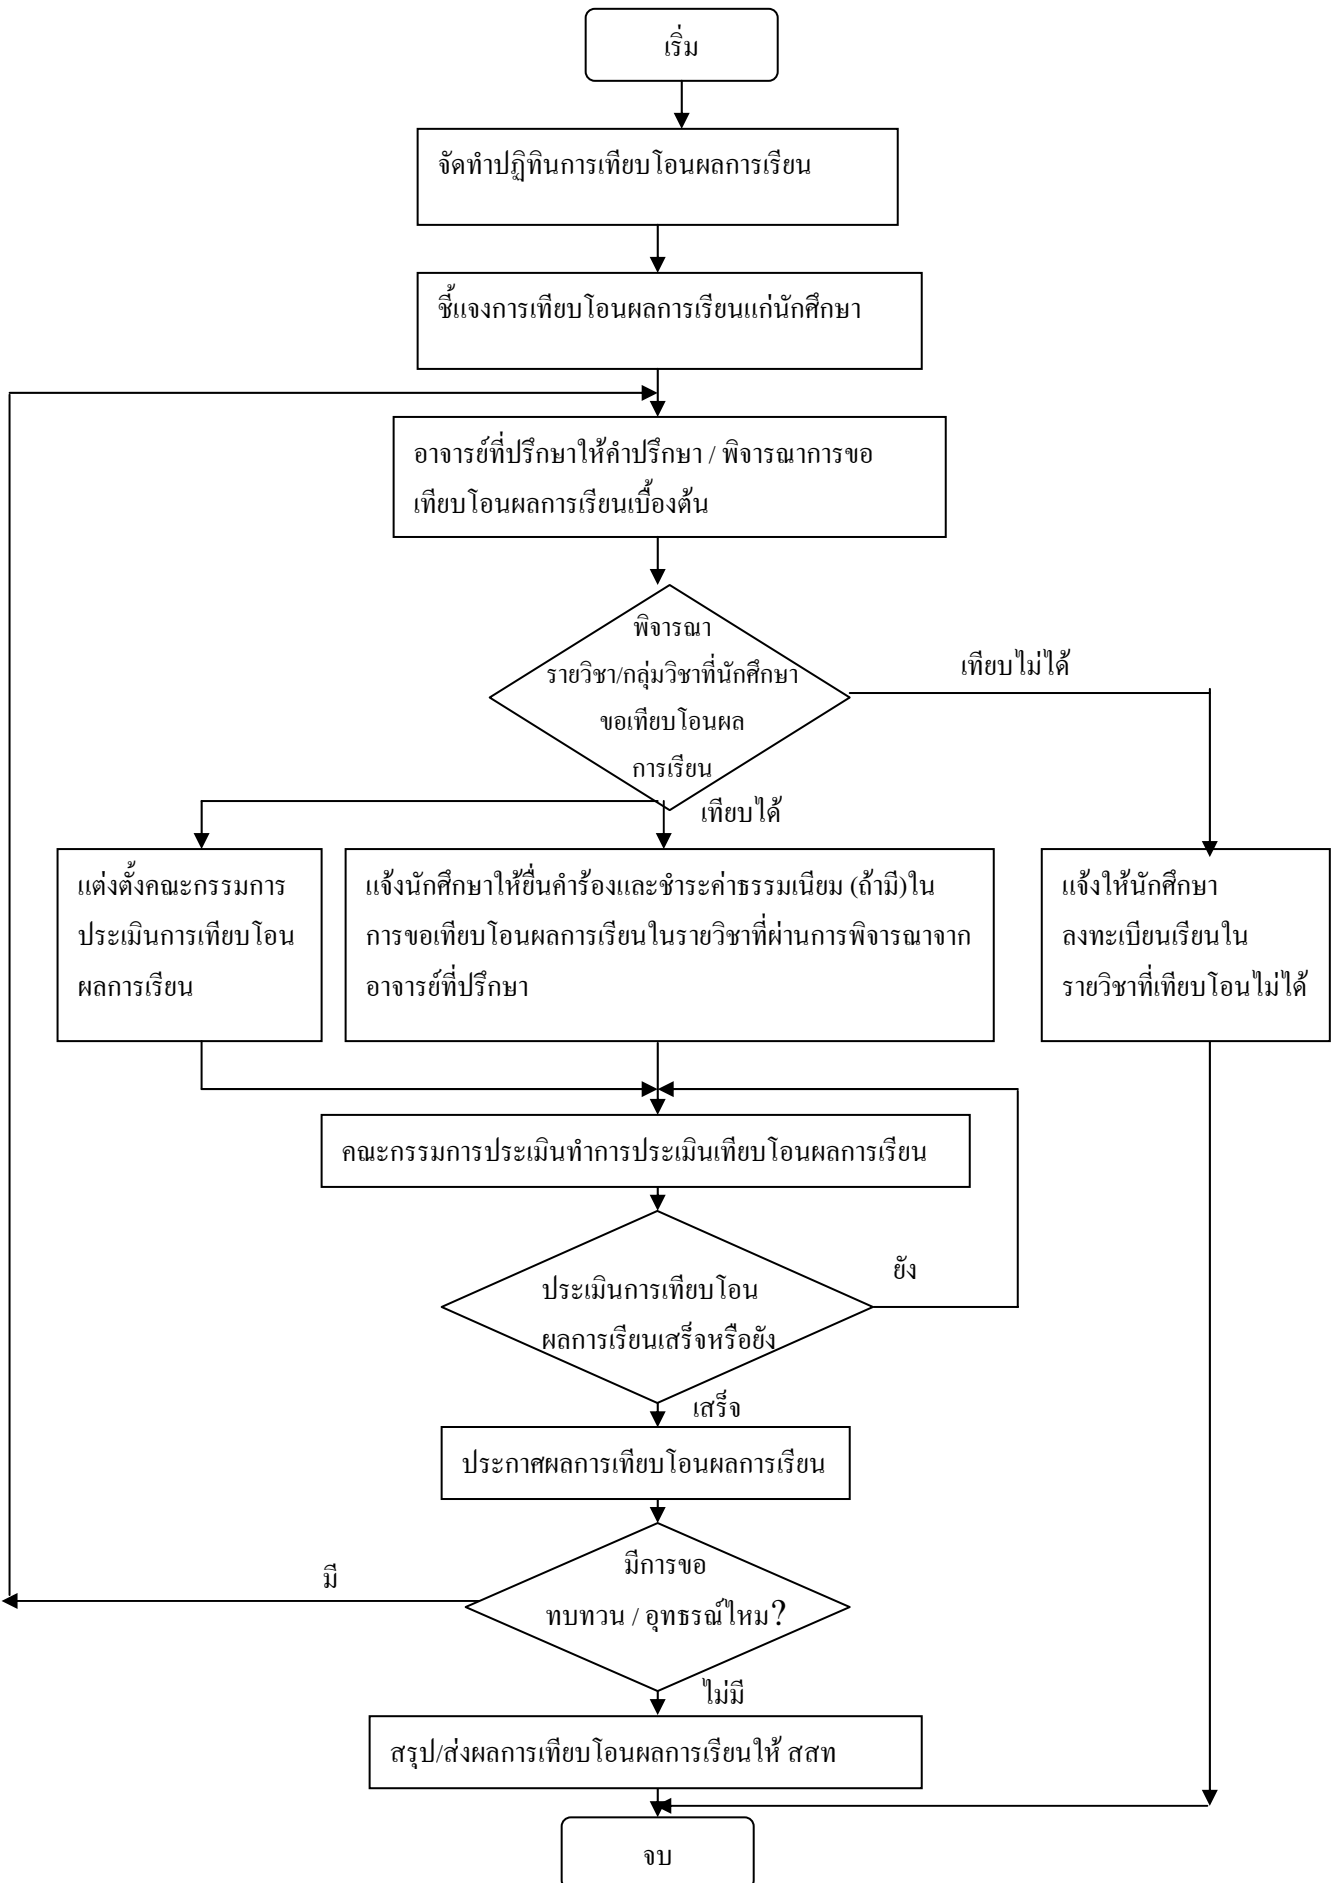 เริ่ม
จัดทำปฏิทินการเทียบโอนผลการเรียน
ชี้แจงการเทียบโอนผลการเรียนแก่นักศึกษา
อาจารย์ที่ปรึกษาให้คำปรึกษา / พิจารณาการขอ
เทียบโอนผลการเรียนเบื้องต้น
พิจารณา
รายวิชา/กลุ่มวิชาที่นักศึกษา
ขอเทียบโอนผล
การเรียน
เทียบไม่ได้
เทียบได้
แต่งตั้งคณะกรรมการ
ประเมินการเทียบโอน
ผลการเรียน
แจ้งนักศึกษาให้ยื่นคำร้องและชำระค่าธรรมเนียม (ถ้ามี)ใน
การขอเทียบโอนผลการเรียนในรายวิชาที่ผ่านการพิจารณาจาก
อาจารย์ที่ปรึกษา
แจ้งให้นักศึกษา
ลงทะเบียนเรียนใน
รายวิชาที่เทียบโอนไม่ได้
คณะกรรมการประเมินทำการประเมินเทียบโอนผลการเรียน
ประเมินการเทียบโอน
ผลการเรียนเสร็จหรือยัง
ยัง
เสร็จ
ประกาศผลการเทียบโอนผลการเรียน
มีการขอ
ทบทวน / อุทธรณ์ไหม?
มี
ไม่มี
สรุป/ส่งผลการเทียบโอนผลการเรียนให้ สสท
จบ